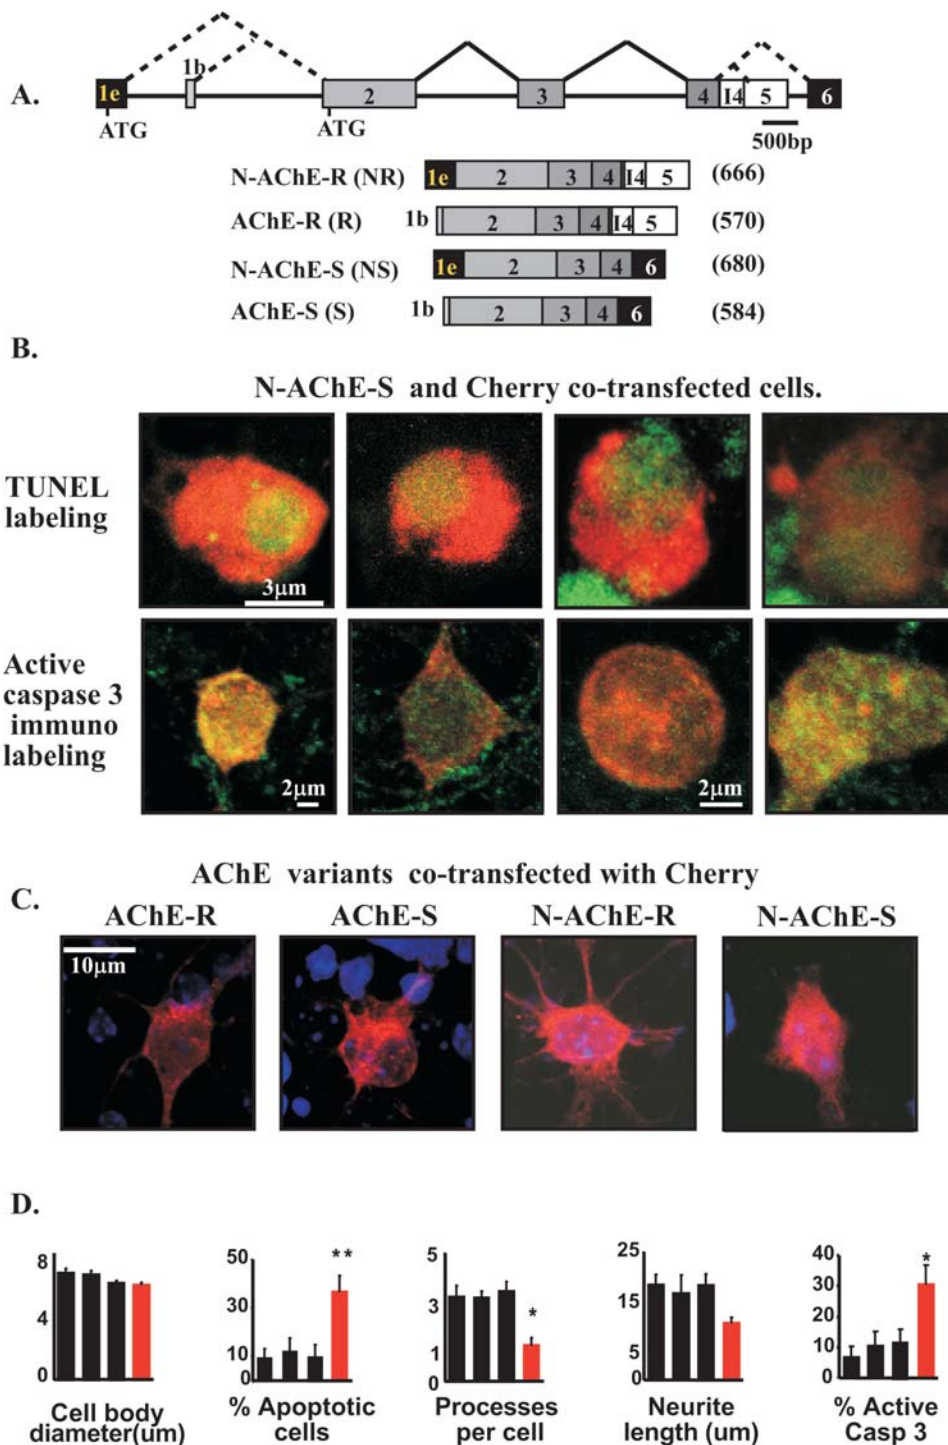 A.
1e 1b 2 3 4 I4 5 6
ATG ATG 500bp
N-AChE-R (NR) 1e 2 3 4 I4 5 (666)
AChE-R (R) 1b 2 3 4 I4 5 (570)
N-AChE-S (NS) 1e 2 3 4 6 (680)
AChE-S (S) 1b 2 3 4 6 (584)
B.
N-AChE-S and Cherry co-transfected cells.
TUNEL
labeling
3μm
Active
caspase 3
immuno
labeling
2μm 2μm
AChE variants co-transfected with Cherry
C.
AChE-R AChE-S N-AChE-R N-AChE-S
10μm
D.
8
4
0
Cell body
diameter(um)
50
30
10
0
**
% Apoptotic
cells
5
3
1
0
*
Processes
per cell
25
15
5
0
Neurite
length (um)
40
30
20
10
0
*
% Active
Casp 3